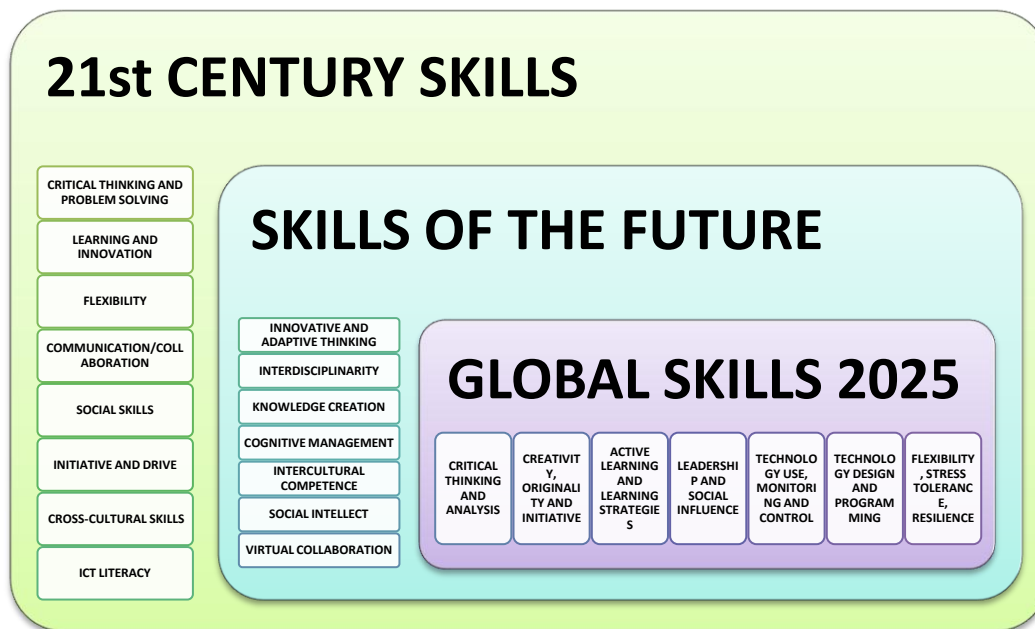 21st CENTURY SKILLS
CRITICAL THINKING AND
PROBLEM SOLVING
LEARNING AND
INNOVATION
FLEXIBILITY
COMMUNICATION/COLL
ABORATION
SOCIAL SKILLS
INITIATIVE AND DRIVE
CROSS-CULTURAL SKILLS
ICT LITERACY
SKILLS OF THE FUTURE
INNOVATIVE AND
ADAPTIVE THINKING
INTERDISCIPLINARITY
KNOWLEDGE CREATION
COGNITIVE MANAGEMENT
INTERCULTURAL
COMPETENCE
SOCIAL INTELLECT
VIRTUAL COLLABORATION
GLOBAL SKILLS 2025
CRITICAL
THINKING
AND
ANALYSIS
CREATIVIT
Y,
ORIGINALI
TY AND
INITIATIVE
ACTIVE
LEARNING
AND
LEARNING
STRATEGIE
S
LEADERSHI
P AND
SOCIAL
INFLUENCE
TECHNOLO
GY USE,
MONITORI
NG AND
CONTROL
TECHNOLO
GY DESIGN
AND
PROGRAM
MING
FLEXIBILITY
, STRESS
TOLERANC
E,
RESILIENCE